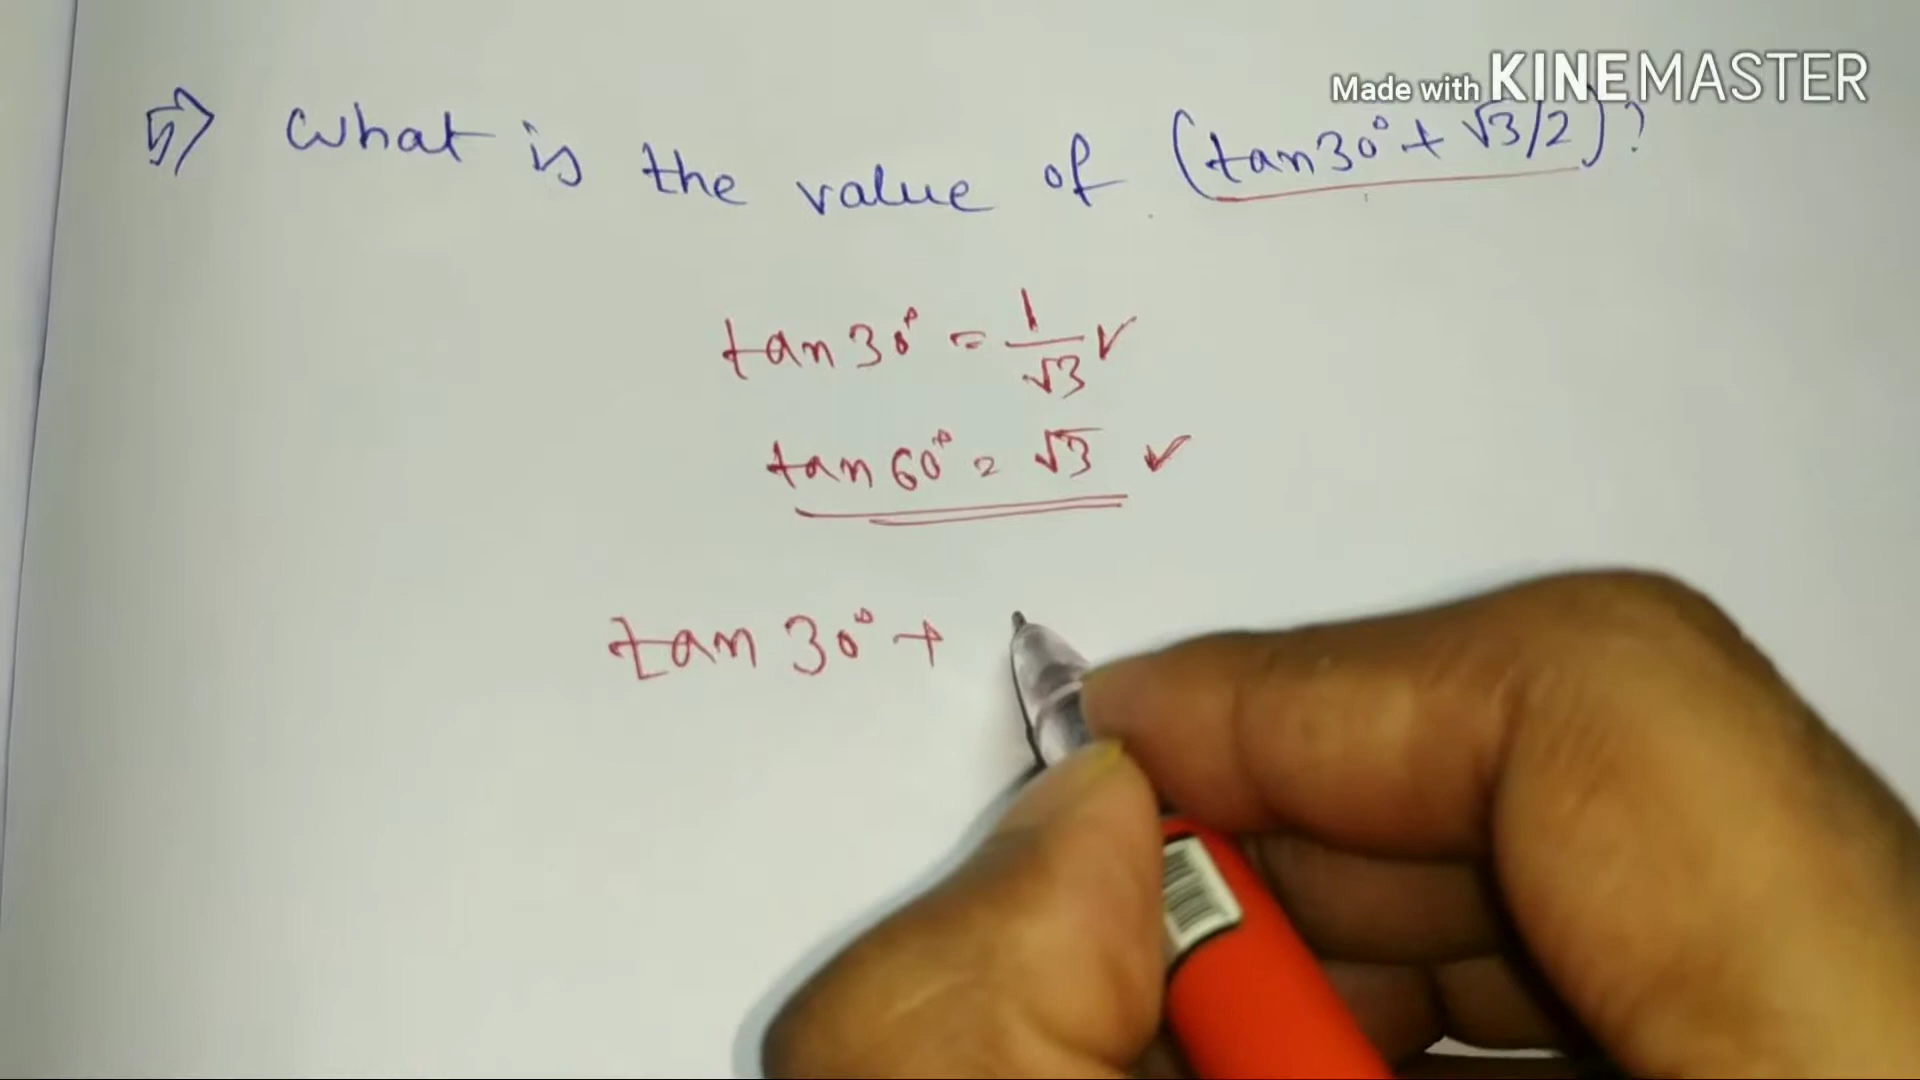 Made with KINEMASTER
What is the value of (tan30° + √3/2)?
tan 30° = 1/√3 ✓
tan 60° = √3 ✓
tan 30° +